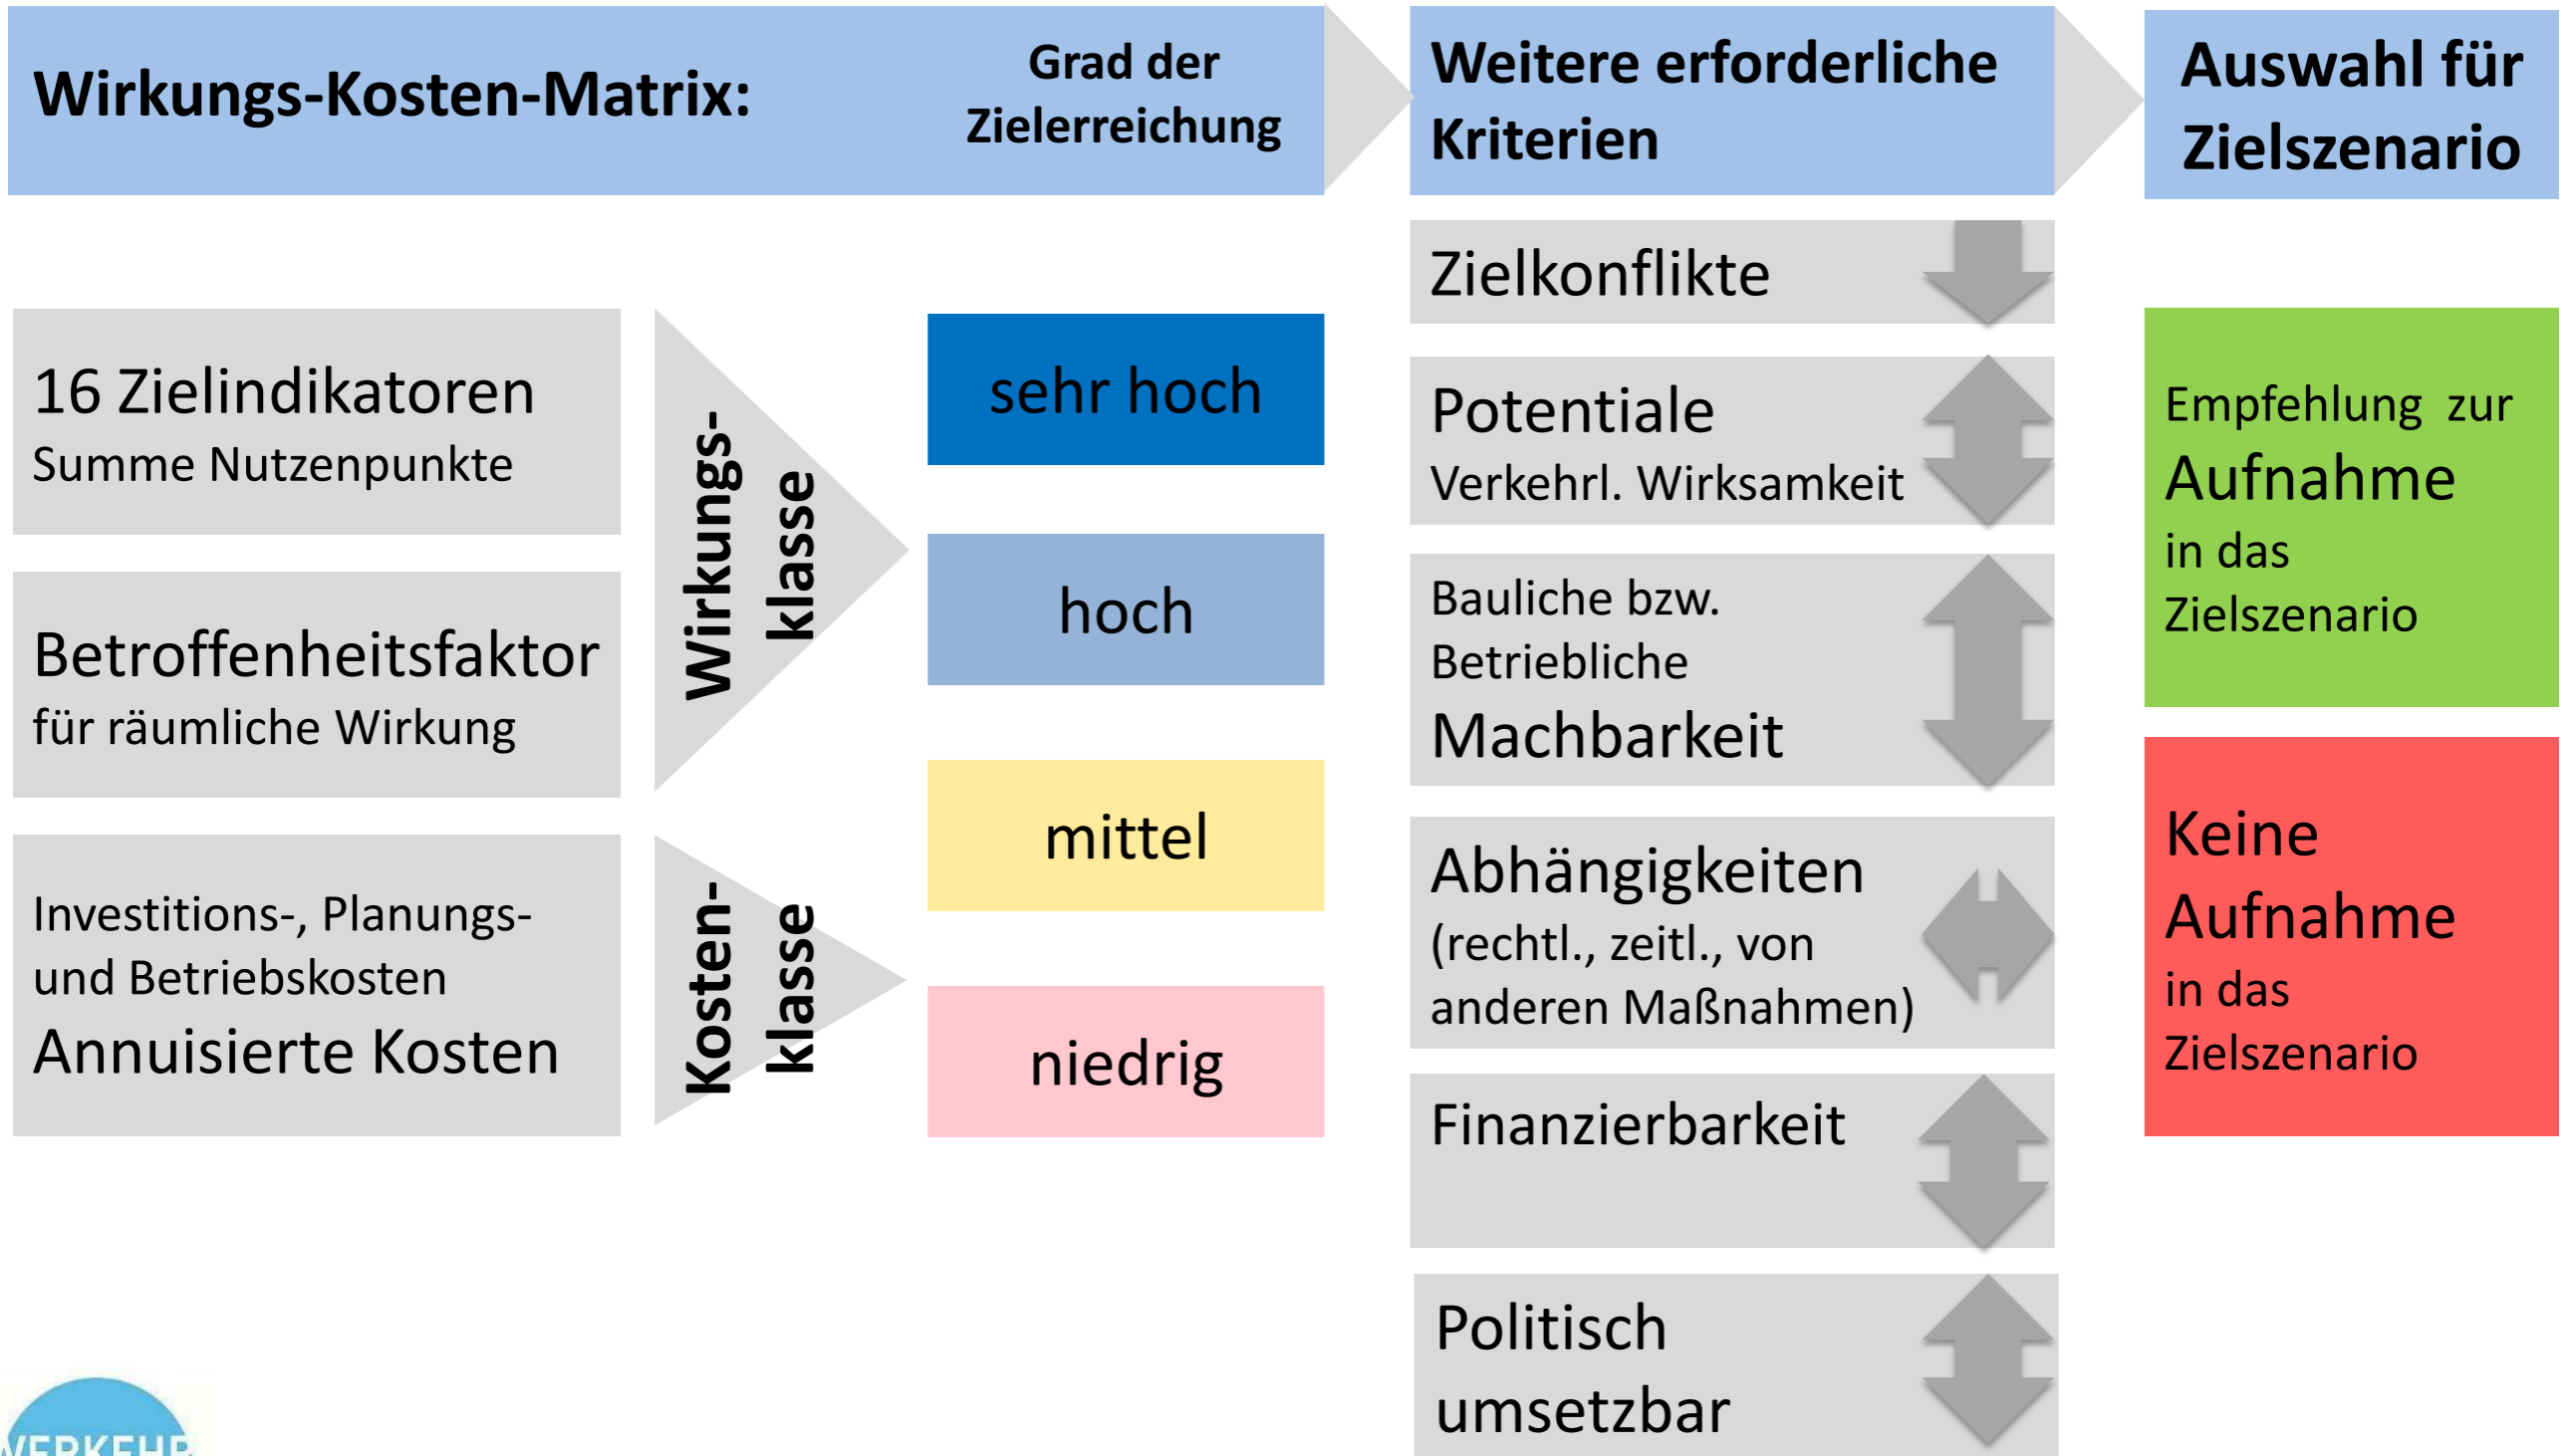 Wirkungs-Kosten-Matrix:
Grad der
Zielerreichung
Weitere erforderliche
Kriterien
Auswahl für
Zielszenario
16 Zielindikatoren
Summe Nutzenpunkte
Betroffenheitsfaktor
für räumliche Wirkung
Investitions-, Planungs-
und Betriebskosten
Annuisierte Kosten
Wirkungs-
klasse
Kosten-
klasse
sehr hoch
hoch
mittel
niedrig
Zielkonflikte
Potentiale
Verkehrl. Wirksamkeit
Bauliche bzw.
Betriebliche
Machbarkeit
Abhängigkeiten
(rechtl., zeitl., von
anderen Maßnahmen)
Finanzierbarkeit
Politisch
umsetzbar
Empfehlung zur
Aufnahme
in das
Zielszenario
Keine
Aufnahme
in das
Zielszenario
VERKEHR